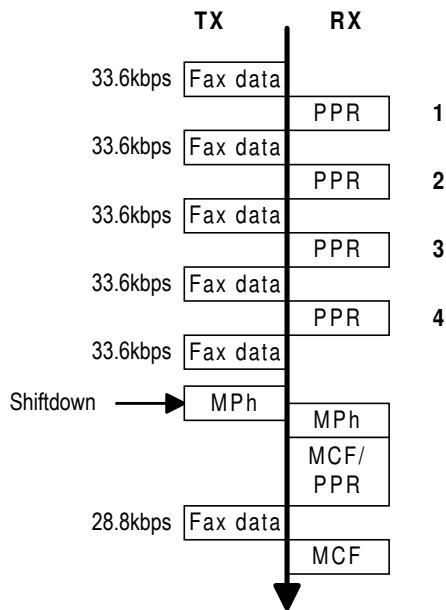 TX RX
33.6kbps Fax data
PPR 1
33.6kbps Fax data
PPR 2
33.6kbps Fax data
PPR 3
33.6kbps Fax data
PPR 4
33.6kbps Fax data
Shiftdown MPh
MPh
MCF/
PPR
28.8kbps Fax data
MCF